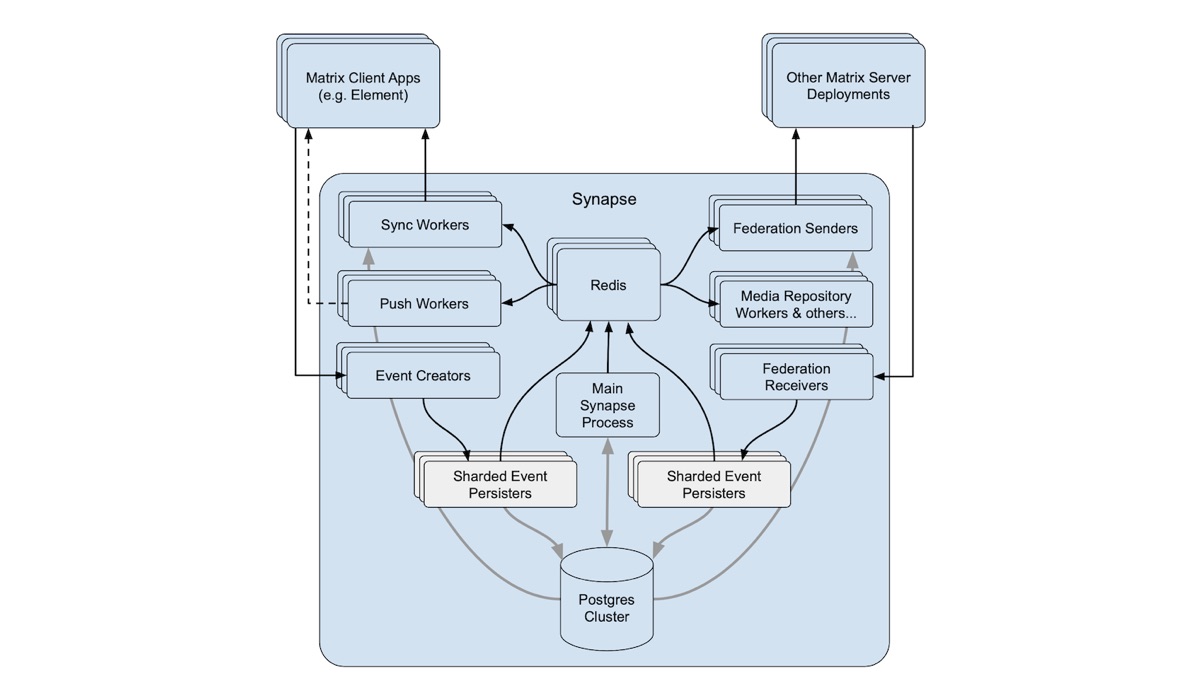 Matrix Client Apps
(e.g. Element)
Other Matrix Server
Deployments
Synapse
Sync Workers
Federation Senders
Redis
Push Workers
Media Repository
Workers & others...
Event Creators
Federation
Receivers
Main
Synapse
Process
Sharded Event
Persisters
Sharded Event
Persisters
Postgres
Cluster